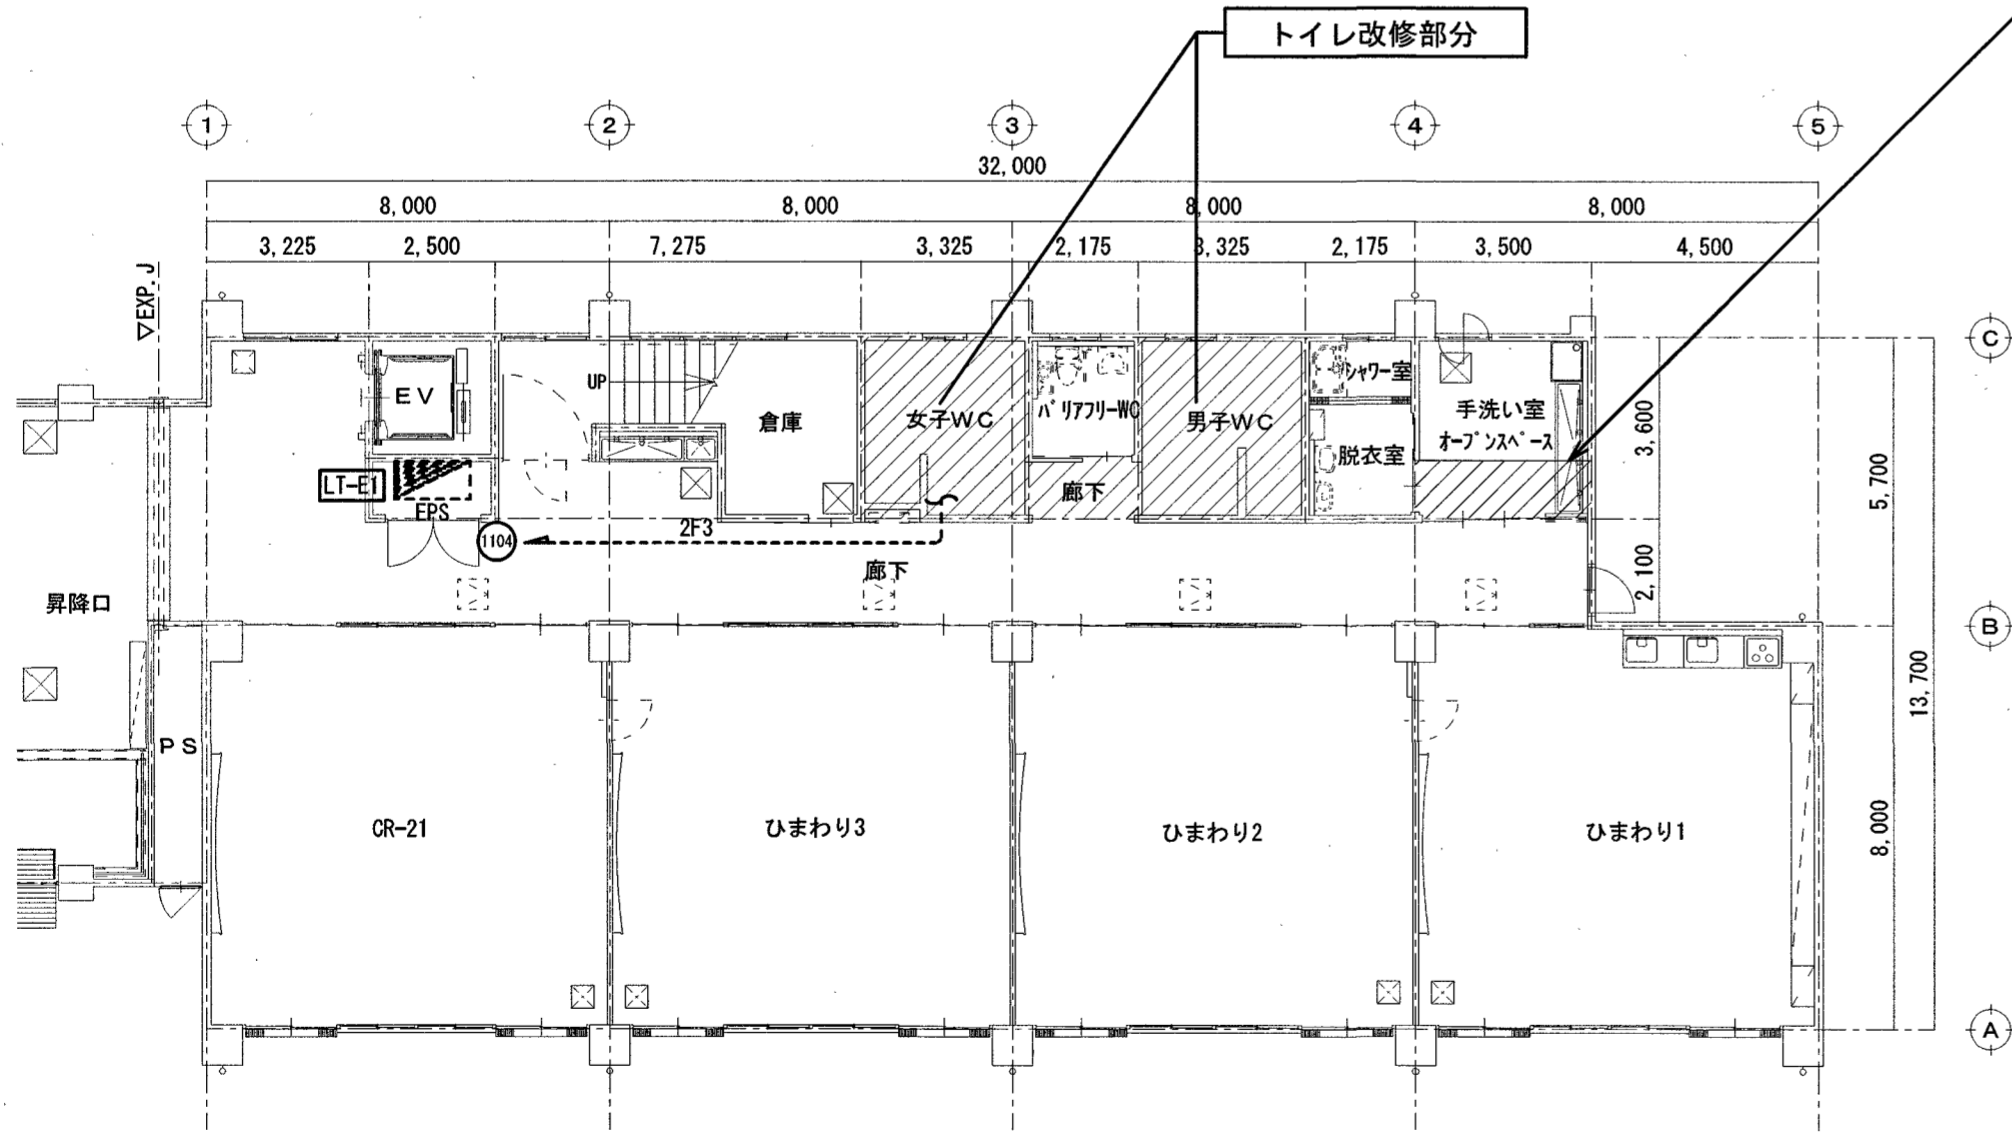 トイレ改修部分
1
2
3
4
5
32,000
8,000
8,000
8,000
8,000
3,225
2,500
7,275
3,325
2,175
3,325
2,175
3,500
4,500
▽EXP.J
C
EV
UP
倉庫
女子WC
バリアフリーWC
男子WC
シャワー室
手洗い室
オープンスペース
脱衣室
3,600
5,700
LT-E1
EPS
廊下
1104
2F3
廊下
2,100
昇降口
B
13,700
PS
CR-21
ひまわり3
ひまわり2
ひまわり1
8,000
A